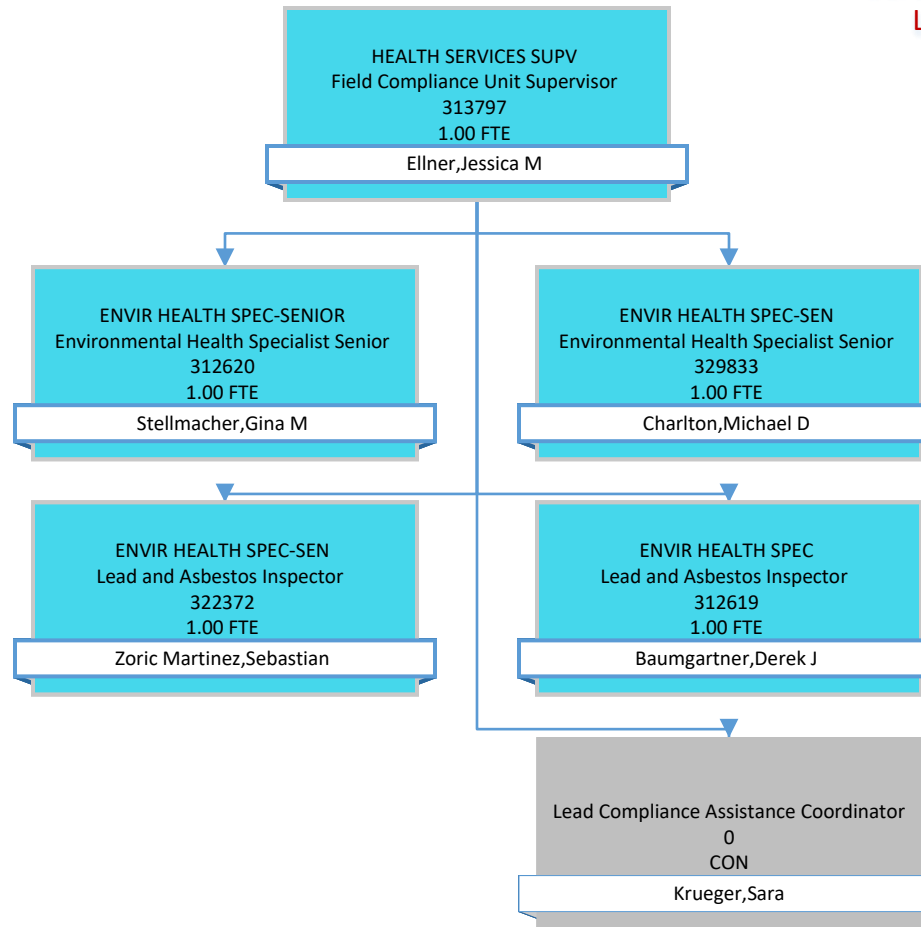 L
HEALTH SERVICES SUPV
Field Compliance Unit Supervisor
313797
1.00 FTE
Ellner,Jessica M
ENVIR HEALTH SPEC-SENIOR
Environmental Health Specialist Senior
312620
1.00 FTE
Stellmacher,Gina M
ENVIR HEALTH SPEC-SEN
Environmental Health Specialist Senior
329833
1.00 FTE
Charlton,Michael D
ENVIR HEALTH SPEC-SEN
Lead and Asbestos Inspector
322372
1.00 FTE
Zoric Martinez,Sebastian
ENVIR HEALTH SPEC
Lead and Asbestos Inspector
312619
1.00 FTE
Baumgartner,Derek J
Lead Compliance Assistance Coordinator
0
CON
Krueger,Sara